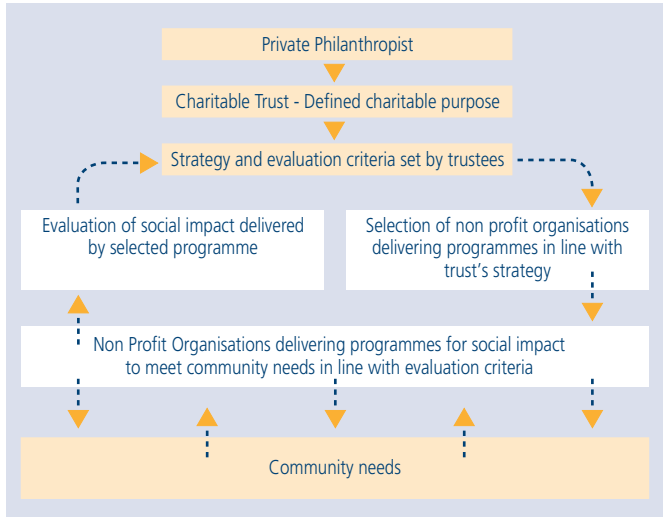 Private Philanthropist
Charitable Trust - Defined charitable purpose
Strategy and evaluation criteria set by trustees
Evaluation of social impact delivered
by selected programme
Selection of non profit organisations
delivering programmes in line with
trust's strategy
Non Profit Organisations delivering programmes for social impact
to meet community needs in line with evaluation criteria
Community needs